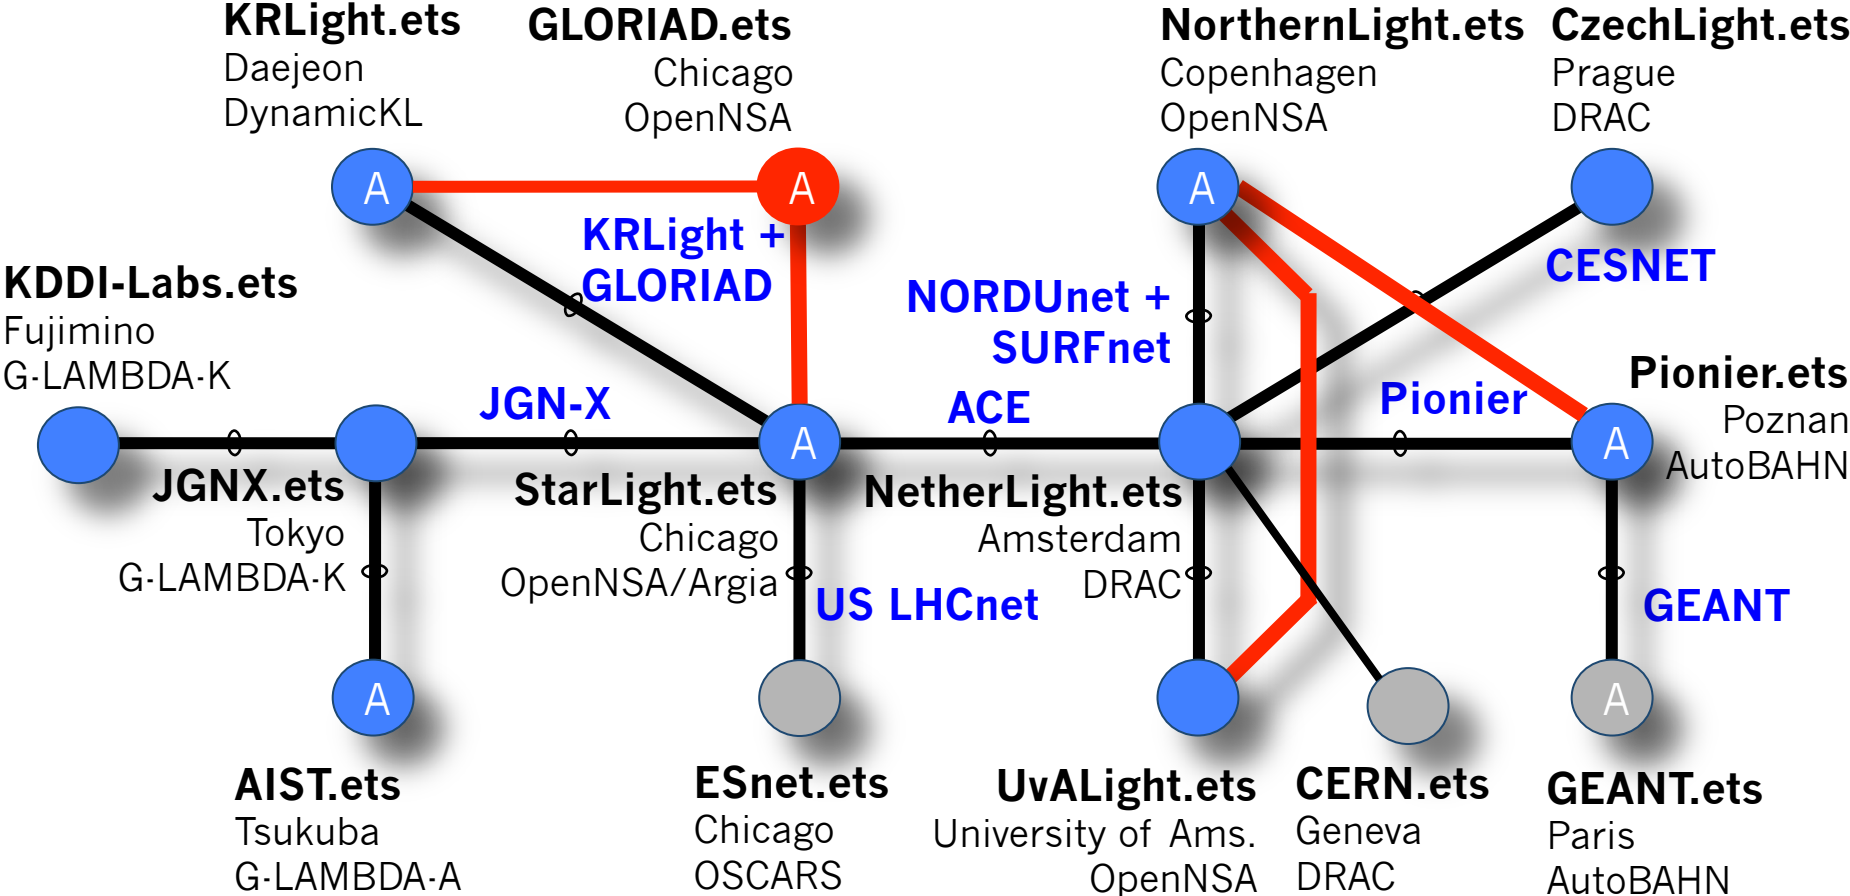 KRLight.ets
Daejeon
DynamicKL
GLORIAD.ets
Chicago
OpenNSA
NorthernLight.ets
Copenhagen
OpenNSA
CzechLight.ets
Prague
DRAC
A
A
A
KRLight +
GLORIAD
CESNET
KDDI-Labs.ets
Fujimino
G-LAMBDA-K
NORDUnet +
SURFnet
JGN-X
ACE
Pionier
Pionier.ets
Poznan
AutoBAHN
A
A
JGNX.ets
Tokyo
G-LAMBDA-K
StarLight.ets
Chicago
OpenNSA/Argia
NetherLight.ets
Amsterdam
DRAC
US LHCnet
GEANT
A
A
AIST.ets
Tsukuba
G-LAMBDA-A
ESnet.ets
Chicago
OSCARS
UvALight.ets
University of Ams.
OpenNSA
CERN.ets
Geneva
DRAC
GEANT.ets
Paris
AutoBAHN